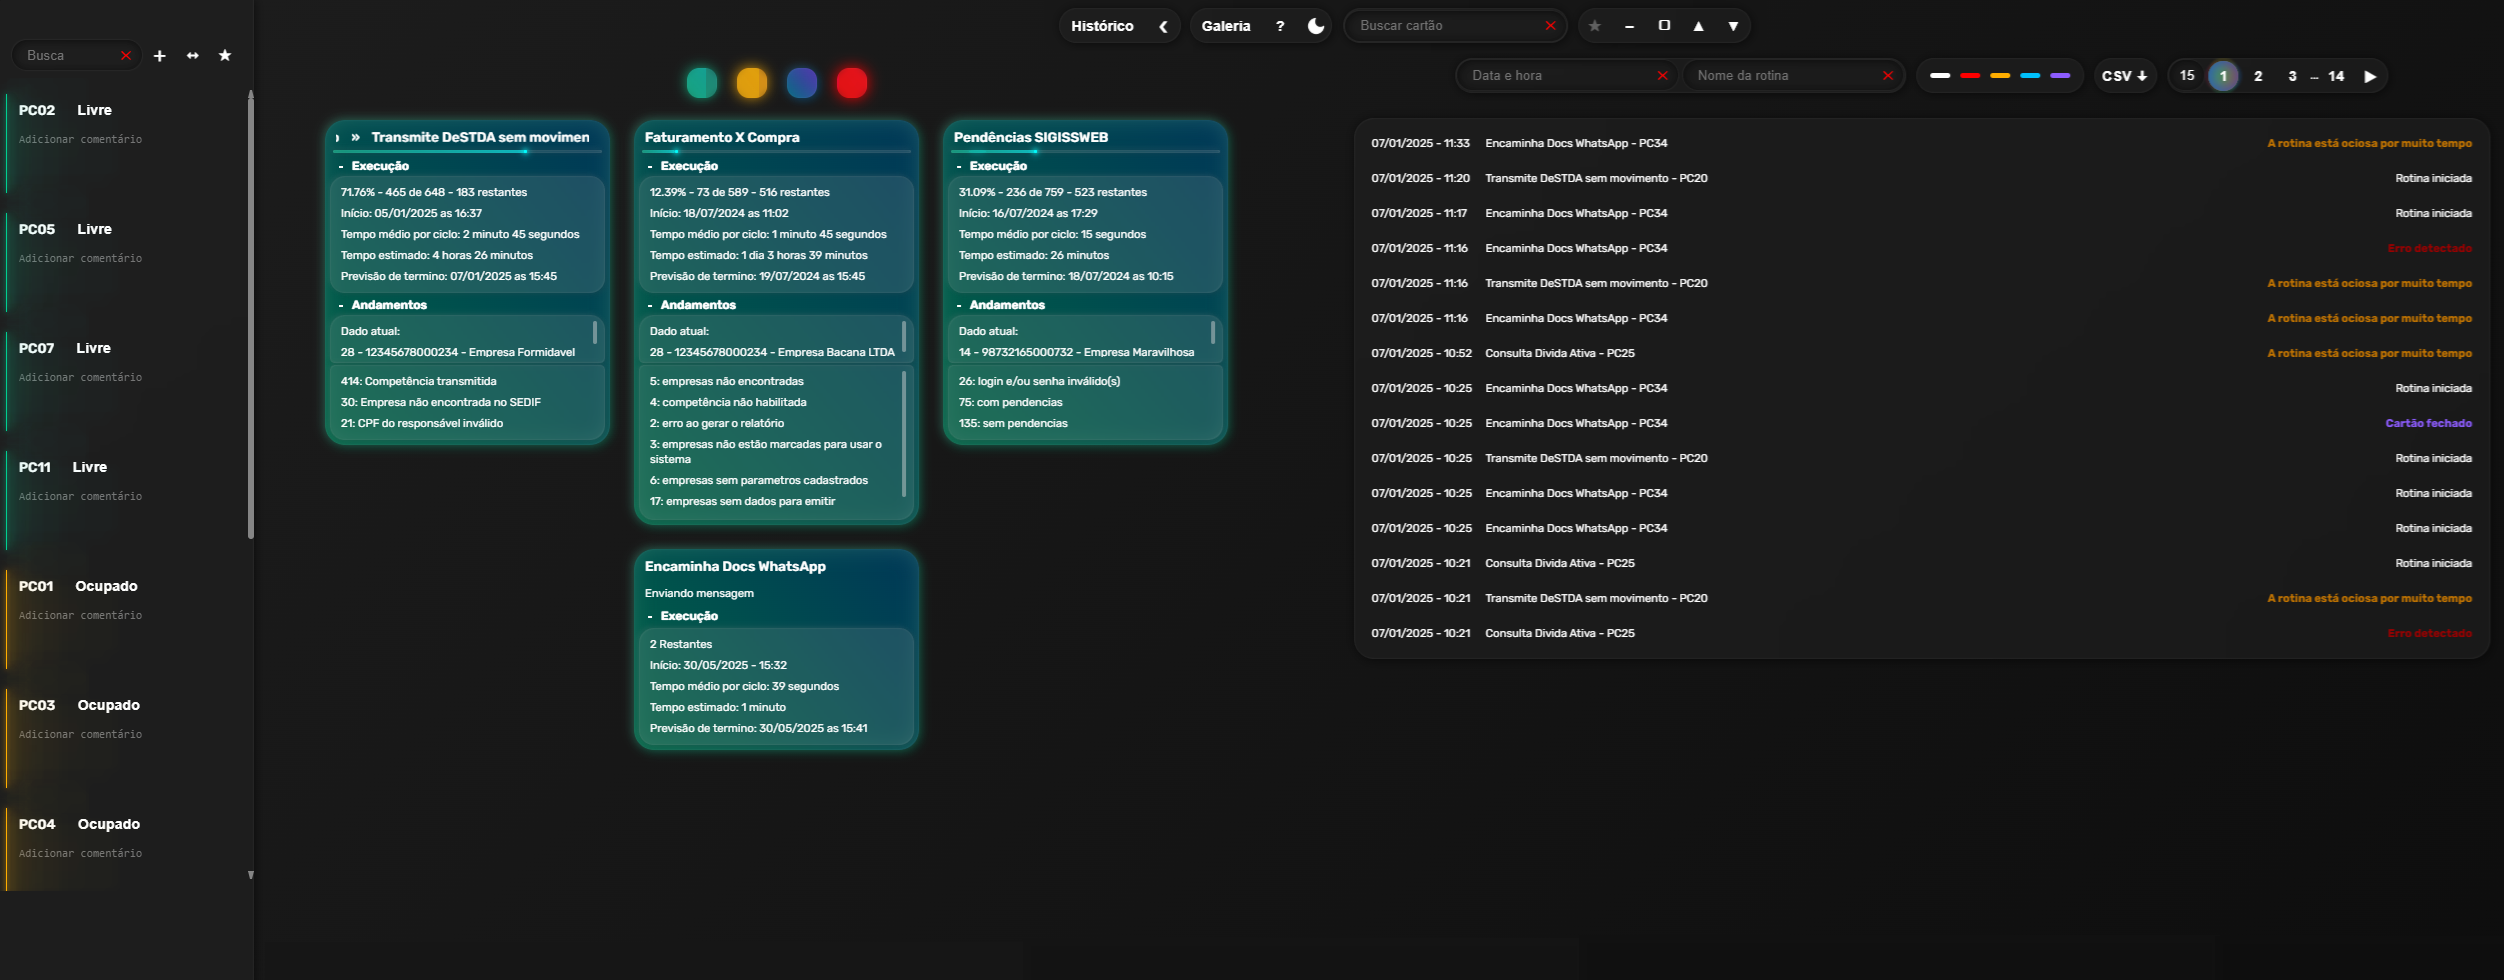 Histórico
Galeria ?
Buscar cartão
Busca
Data e hora
Nome da rotina
CSV
15 1 2 3 ... 14
PC02 Livre
Adicionar comentário
PC05 Livre
Adicionar comentário
PC07 Livre
Adicionar comentário
PC11 Livre
Adicionar comentário
PC01 Ocupado
Adicionar comentário
PC03 Ocupado
Adicionar comentário
PC04 Ocupado
Adicionar comentário
» Transmite DeSTDA sem movimen
- Execução
71.76% - 465 de 648 - 183 restantes
Início: 05/01/2025 as 16:37
Tempo médio por ciclo: 2 minuto 45 segundos
Tempo estimado: 4 horas 26 minutos
Previsão de termino: 07/01/2025 as 15:45
- Andamentos
Dado atual:
28 - 12345678000234 - Empresa Formidavel
414: Competência transmitida
30: Empresa não encontrada no SEDIF
21: CPF do responsável inválido
Faturamento X Compra
- Execução
12.39% - 73 de 589 - 516 restantes
Início: 18/07/2024 as 11:02
Tempo médio por ciclo: 1 minuto 45 segundos
Tempo estimado: 1 dia 3 horas 39 minutos
Previsão de termino: 19/07/2024 as 15:45
- Andamentos
Dado atual:
28 - 12345678000234 - Empresa Bacana LTDA
5: empresas não encontradas
4: competência não habilitada
2: erro ao gerar o relatório
3: empresas não estão marcadas para usar o
sistema
6: empresas sem parametros cadastrados
17: empresas sem dados para emitir
Pendências SIGISSWEB
- Execução
31.09% - 236 de 759 - 523 restantes
Início: 16/07/2024 as 17:29
Tempo médio por ciclo: 15 segundos
Tempo estimado: 26 minutos
Previsão de termino: 18/07/2024 as 10:15
- Andamentos
Dado atual:
14 - 98732165000732 - Empresa Maravilhosa
26: login e/ou senha inválido(s)
75: com pendencias
135: sem pendencias
Encaminha Docs WhatsApp
Enviando mensagem
- Execução
2 Restantes
Início: 30/05/2025 - 15:32
Tempo médio por ciclo: 39 segundos
Tempo estimado: 1 minuto
Previsão de termino: 30/05/2025 as 15:41
07/01/2025 - 11:33 Encaminha Docs WhatsApp - PC34 A rotina está ociosa por muito tempo
07/01/2025 - 11:20 Transmite DeSTDA sem movimento - PC20 Rotina iniciada
07/01/2025 - 11:17 Encaminha Docs WhatsApp - PC34 Rotina iniciada
07/01/2025 - 11:16 Encaminha Docs WhatsApp - PC34 Erro detectado
07/01/2025 - 11:16 Transmite DeSTDA sem movimento - PC20 A rotina está ociosa por muito tempo
07/01/2025 - 11:16 Encaminha Docs WhatsApp - PC34 A rotina está ociosa por muito tempo
07/01/2025 - 10:52 Consulta Divida Ativa - PC25 A rotina está ociosa por muito tempo
07/01/2025 - 10:25 Encaminha Docs WhatsApp - PC34 Rotina iniciada
07/01/2025 - 10:25 Encaminha Docs WhatsApp - PC34 Cartão fechado
07/01/2025 - 10:25 Transmite DeSTDA sem movimento - PC20 Rotina iniciada
07/01/2025 - 10:25 Encaminha Docs WhatsApp - PC34 Rotina iniciada
07/01/2025 - 10:25 Encaminha Docs WhatsApp - PC34 Rotina iniciada
07/01/2025 - 10:21 Consulta Divida Ativa - PC25 Rotina iniciada
07/01/2025 - 10:21 Transmite DeSTDA sem movimento - PC20 A rotina está ociosa por muito tempo
07/01/2025 - 10:21 Consulta Divida Ativa - PC25 Erro detectado